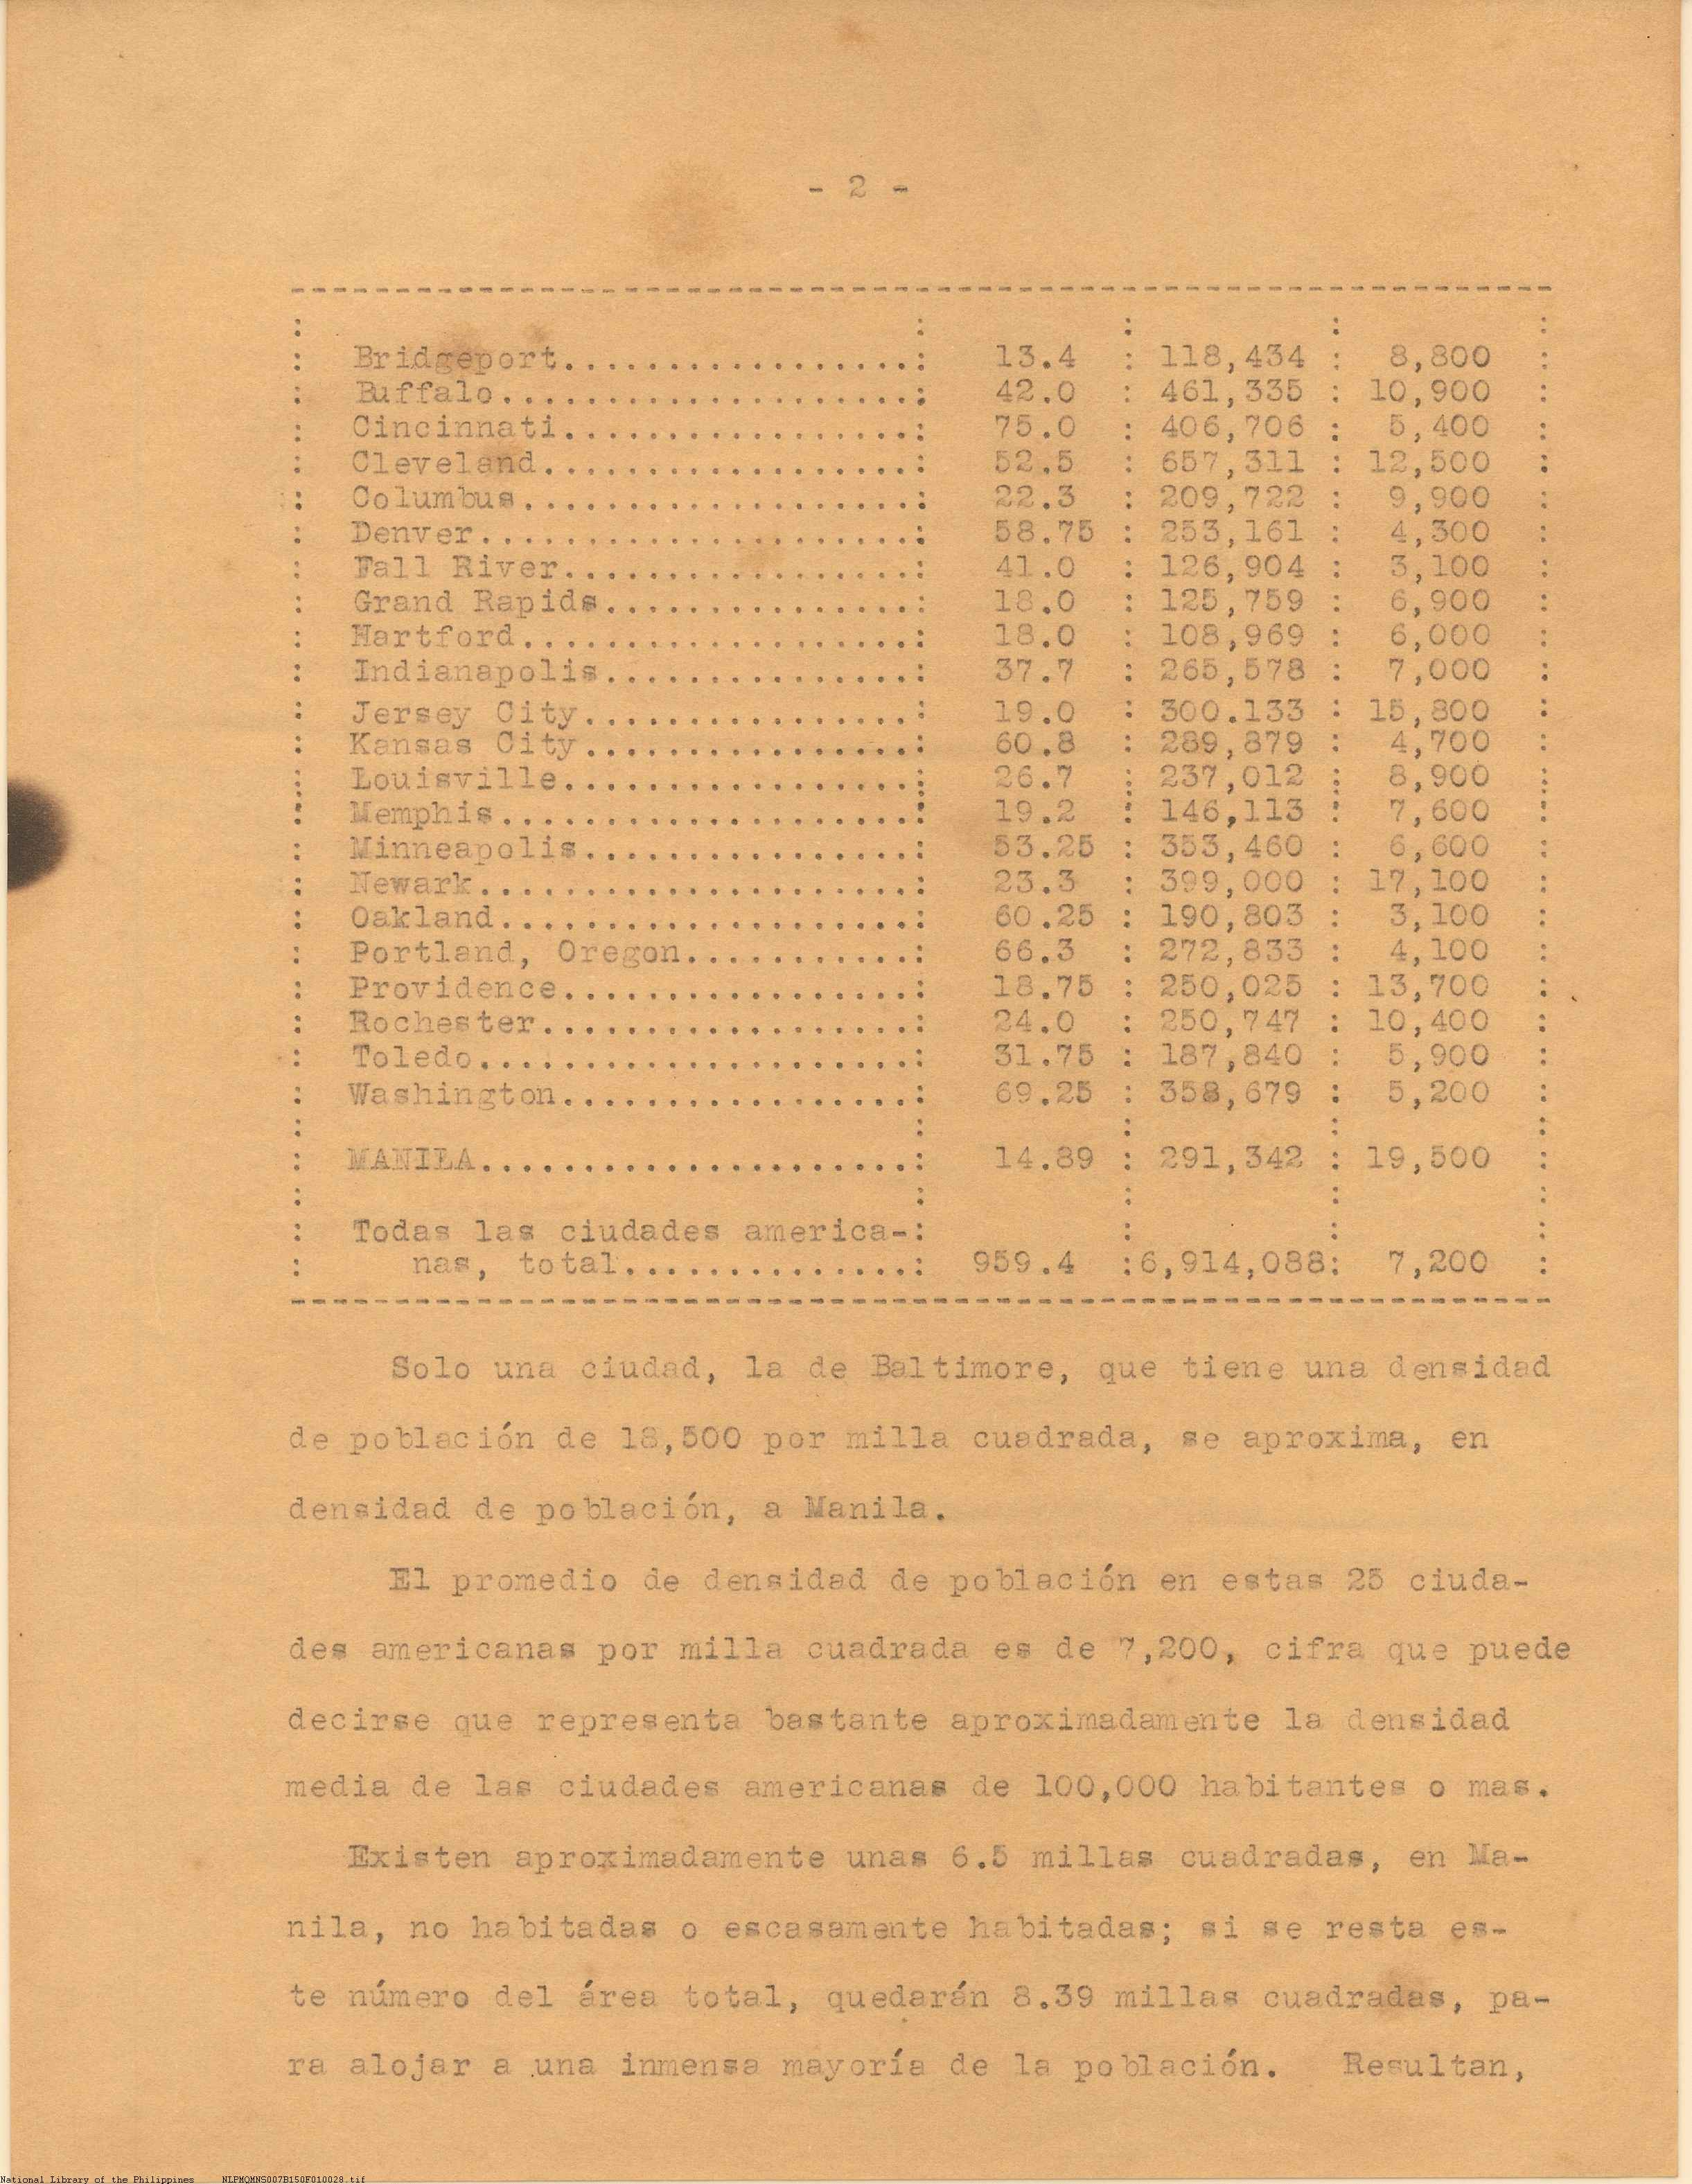 - 2 -
: Bridgeport.................: 13.4 : 118,434 : 8,800 :
: Buffalo....................: 42.0 : 461,335 : 10,900 :
: Cincinnati.................: 75.0 : 406,706 : 5,400 :
: Cleveland..................: 52.5 : 657,311 : 12,500 :
: Columbus...................: 22.3 : 209,722 : 9,900 :
: Denver.....................: 58.75 : 253,161 : 4,300 :
: Fall River.................: 41.0 : 126,904 : 3,100 :
: Grand Rapids...............: 18.0 : 125,759 : 6,900 :
: Hartford...................: 18.0 : 108,969 : 6,000 :
: Indianapolis...............: 37.7 : 265,578 : 7,000 :
: Jersey City................: 19.0 : 300.133 : 15,800 :
: Kansas City................: 60.8 : 289,879 : 4,700 :
: Louisville.................: 26.7 : 237,012 : 8,900 :
: Memphis....................: 19.2 : 146,113 : 7,600 :
: Minneapolis................: 53.25 : 353,460 : 6,600 :
: Newark.....................: 23.3 : 399,000 : 17,100 :
: Oakland....................: 60.25 : 190,803 : 3,100 :
: Portland, Oregon...........: 66.3 : 272,833 : 4,100 :
: Providence.................: 18.75 : 250,025 : 13,700 :
: Rochester..................: 24.0 : 250,747 : 10,400 :
: Toledo.....................: 31.75 : 187,840 : 5,900 :
: Washington.................: 69.25 : 358,679 : 5,200 :
: MANILA.....................: 14.89 : 291,342 : 19,500 :
: Todas las ciudades america-: : : :
: nas, total..............: 959.4 :6,914,088: 7,200 :
Solo una ciudad, la de Baltimore, que tiene una densidad
de población de 18,500 por milla cuadrada, se aproxima, en
densidad de población, a Manila.
El promedio de densidad de población en estas 25 ciuda-
des americanas por milla cuadrada es de 7,200, cifra que puede
decirse que representa bastante aproximadamente la densidad
media de las ciudades americanas de 100,000 habitantes o mas.
Existen aproximadamente unas 6.5 millas cuadradas, en Ma-
nila, no habitadas o escasamente habitadas; si se resta es-
te número del área total, quedarán 8.39 millas cuadradas, pa-
ra alojar a una inmensa mayoría de la población. Resultan,
National Library of the Philippines NLPMQMNS007B150F010028.tif